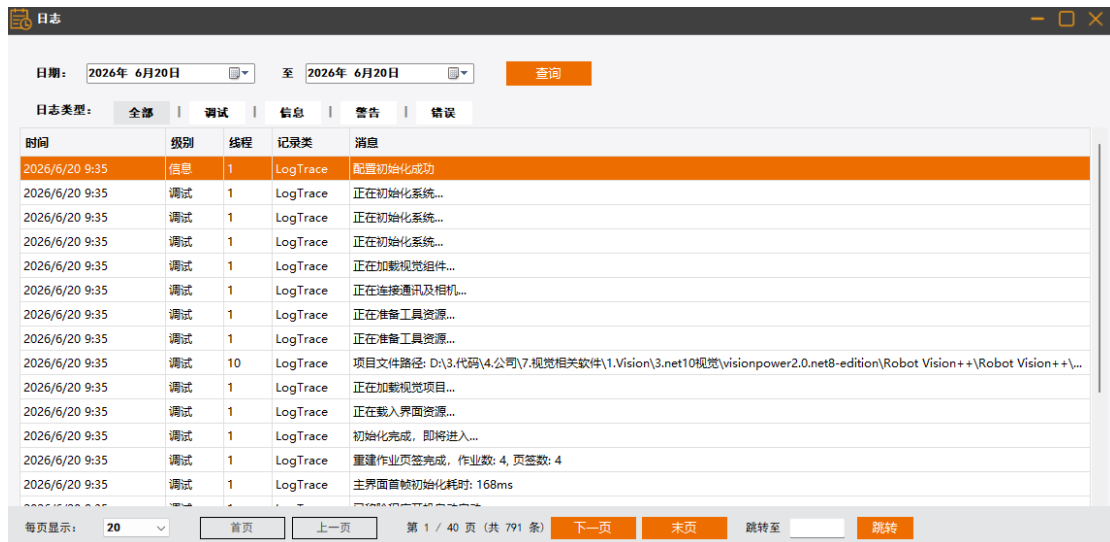 日志
日期： 2026年 6月20日 至 2026年 6月20日 查询
日志类型： 全部 | 调试 | 信息 | 警告 | 错误
时间 级别 线程 记录类 消息
2026/6/20 9:35 信息 1 LogTrace 配置初始化成功
2026/6/20 9:35 调试 1 LogTrace 正在初始化系统...
2026/6/20 9:35 调试 1 LogTrace 正在初始化系统...
2026/6/20 9:35 调试 1 LogTrace 正在初始化系统...
2026/6/20 9:35 调试 1 LogTrace 正在加载视觉组件...
2026/6/20 9:35 调试 1 LogTrace 正在连接通讯及相机...
2026/6/20 9:35 调试 1 LogTrace 正在准备工具资源...
2026/6/20 9:35 调试 1 LogTrace 正在准备工具资源...
2026/6/20 9:35 调试 10 LogTrace 项目文件路径: D:\3.代码\4.公司\7.视觉相关软件\1.Vision\3.net10视觉\visionpower2.0.net8-edition\Robot Vision++\Robot Vision++\...
2026/6/20 9:35 调试 1 LogTrace 正在加载视觉项目...
2026/6/20 9:35 调试 1 LogTrace 正在载入界面资源...
2026/6/20 9:35 调试 1 LogTrace 初始化完成，即将进入...
2026/6/20 9:35 调试 1 LogTrace 重建作业页签完成，作业数: 4, 页签数: 4
2026/6/20 9:35 调试 1 LogTrace 主界面首帧初始化耗时: 168ms
每页显示： 20 首页 上一页 第 1 / 40 页 (共 791 条) 下一页 末页 跳转至 跳转